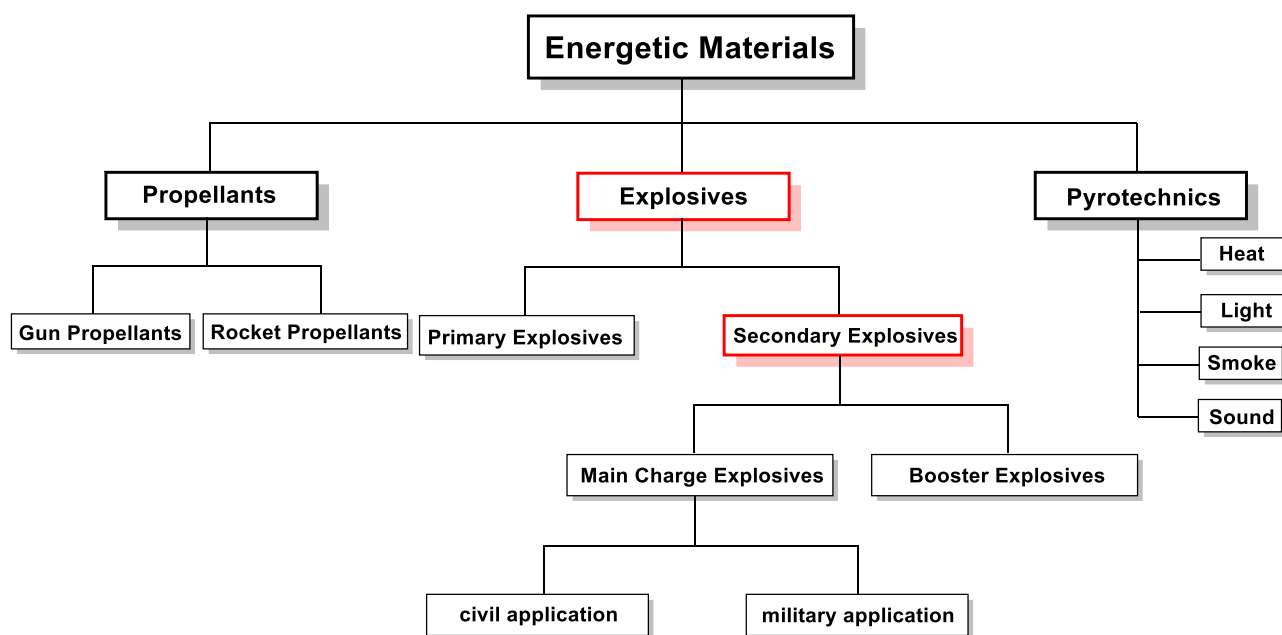 Energetic Materials
Propellants
Explosives
Pyrotechnics
Heat
Light
Smoke
Sound
Gun Propellants
Rocket Propellants
Primary Explosives
Secondary Explosives
Main Charge Explosives
Booster Explosives
civil application
military application